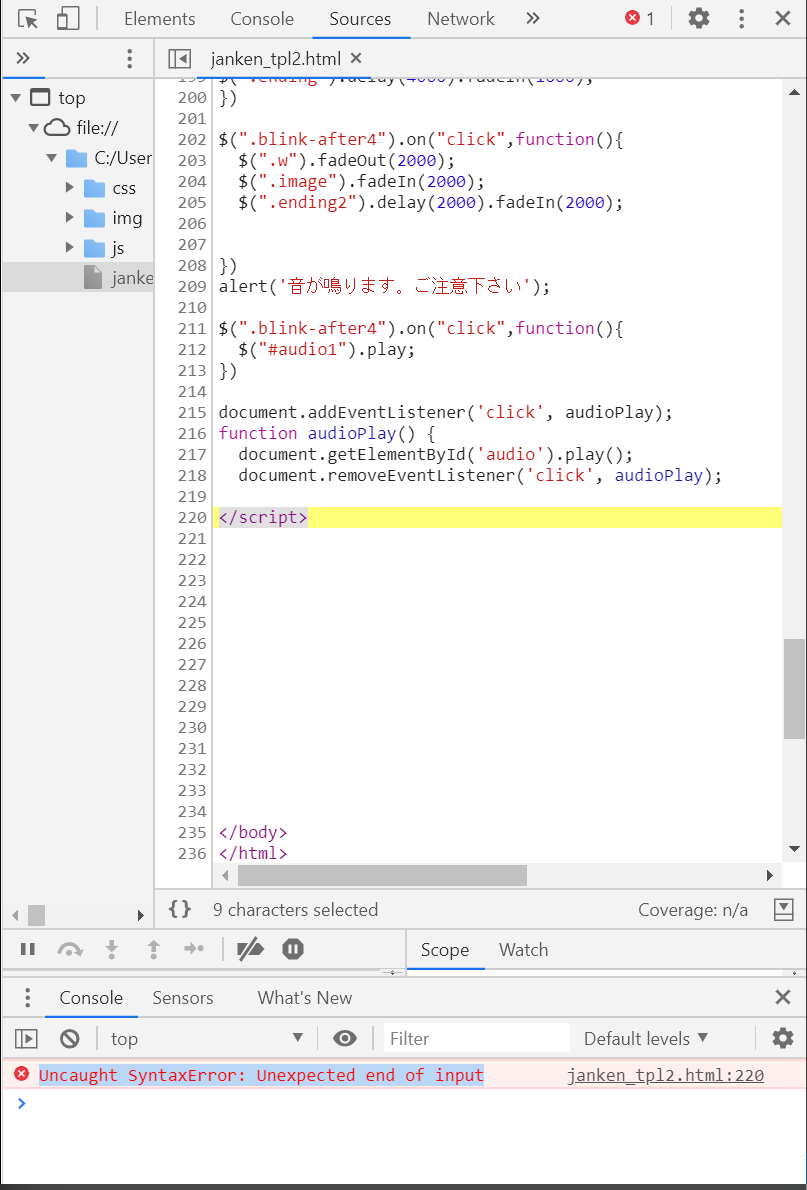 Elements Console Sources Network » 1
» janken_tpl2.html ×
top
file://
C:/User
css
img
js
janke
199 $(".ending").delay(4000).fadeIn(1000);
200 })
201
202 $(".blink-after4").on("click",function(){
203 $(".w").fadeOut(2000);
204 $(".image").fadeIn(2000);
205 $(".ending2").delay(2000).fadeIn(2000);
206
207
208 })
209 alert('音が鳴ります。ご注意下さい');
210
211 $(".blink-after4").on("click",function(){
212 $("#audio1").play;
213 })
214
215 document.addEventListener('click', audioPlay);
216 function audioPlay() {
217 document.getElementById('audio').play();
218 document.removeEventListener('click', audioPlay);
219
220 </script>
221
222
223
224
225
226
227
228
229
230
231
232
233
234
235 </body>
236 </html>
{} 9 characters selected Coverage: n/a
Scope Watch
Console Sensors What's New
top Filter Default levels
Uncaught SyntaxError: Unexpected end of input janken_tpl2.html:220